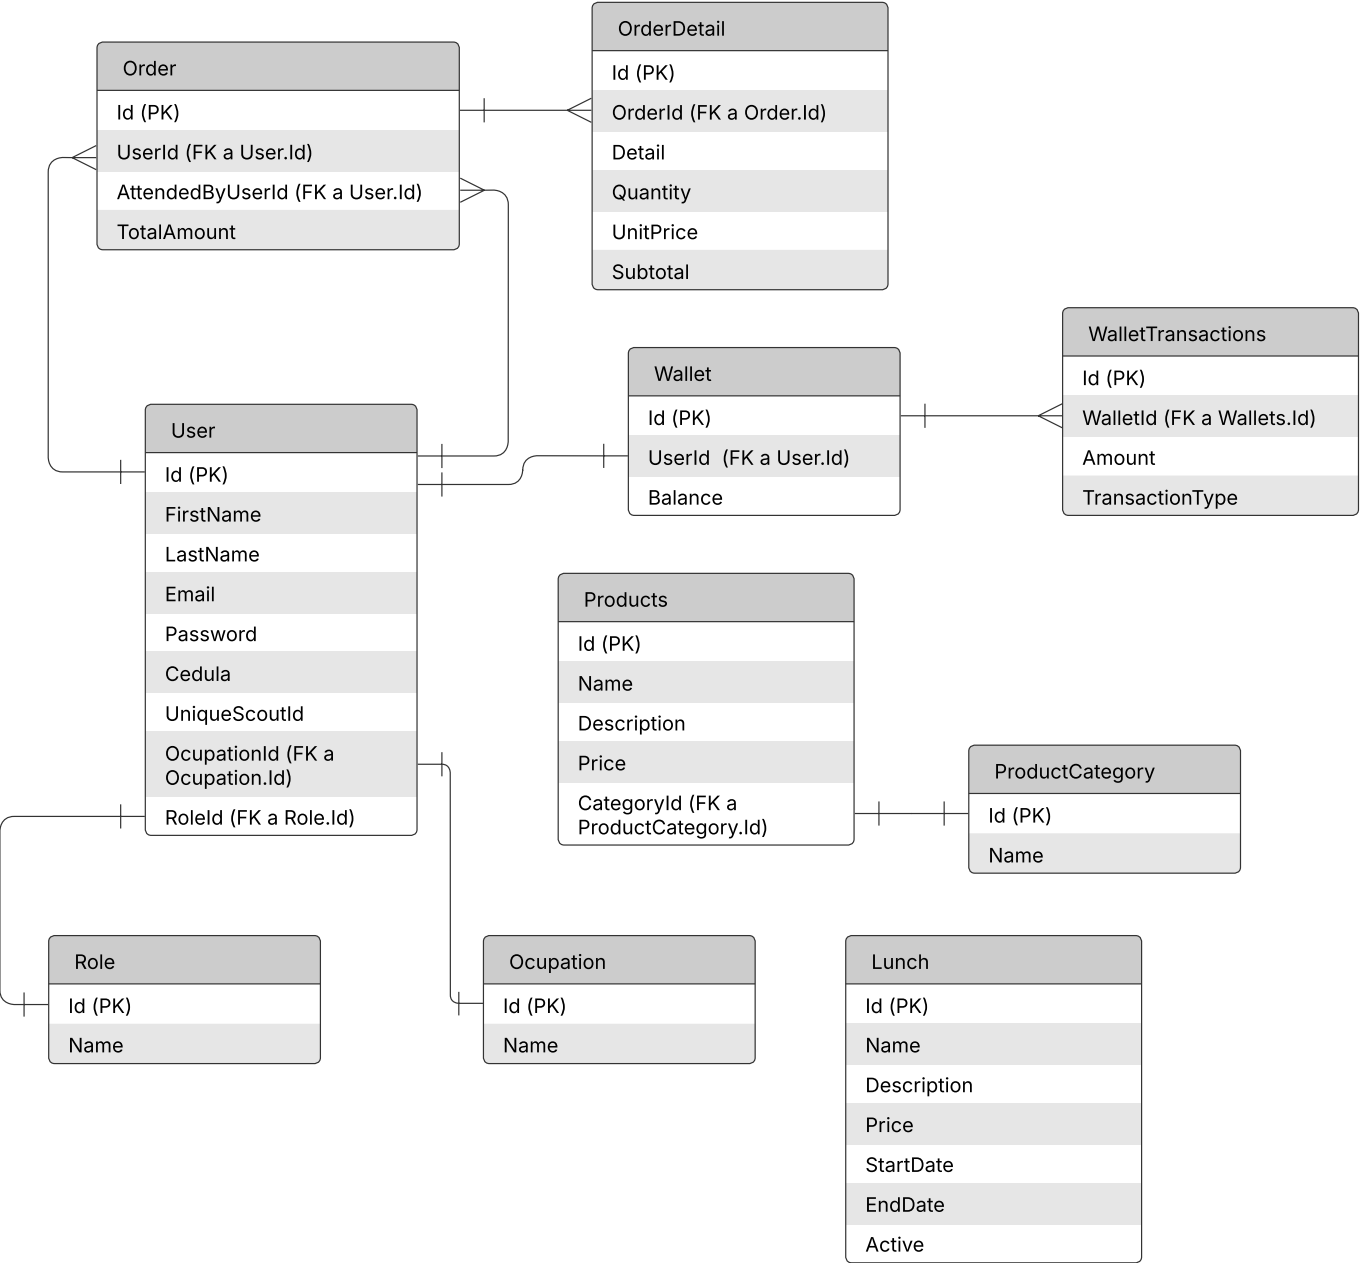 Order
Id (PK)
UserId (FK a User.Id)
AttendedByUserId (FK a User.Id)
TotalAmount
OrderDetail
Id (PK)
OrderId (FK a Order.Id)
Detail
Quantity
UnitPrice
Subtotal
User
Id (PK)
FirstName
LastName
Email
Password
Cedula
UniqueScoutId
OcupationId (FK a
Ocupation.Id)
RoleId (FK a Role.Id)
Wallet
Id (PK)
UserId (FK a User.Id)
Balance
WalletTransactions
Id (PK)
WalletId (FK a Wallets.Id)
Amount
TransactionType
Products
Id (PK)
Name
Description
Price
CategoryId (FK a
ProductCategory.Id)
ProductCategory
Id (PK)
Name
Role
Id (PK)
Name
Ocupation
Id (PK)
Name
Lunch
Id (PK)
Name
Description
Price
StartDate
EndDate
Active